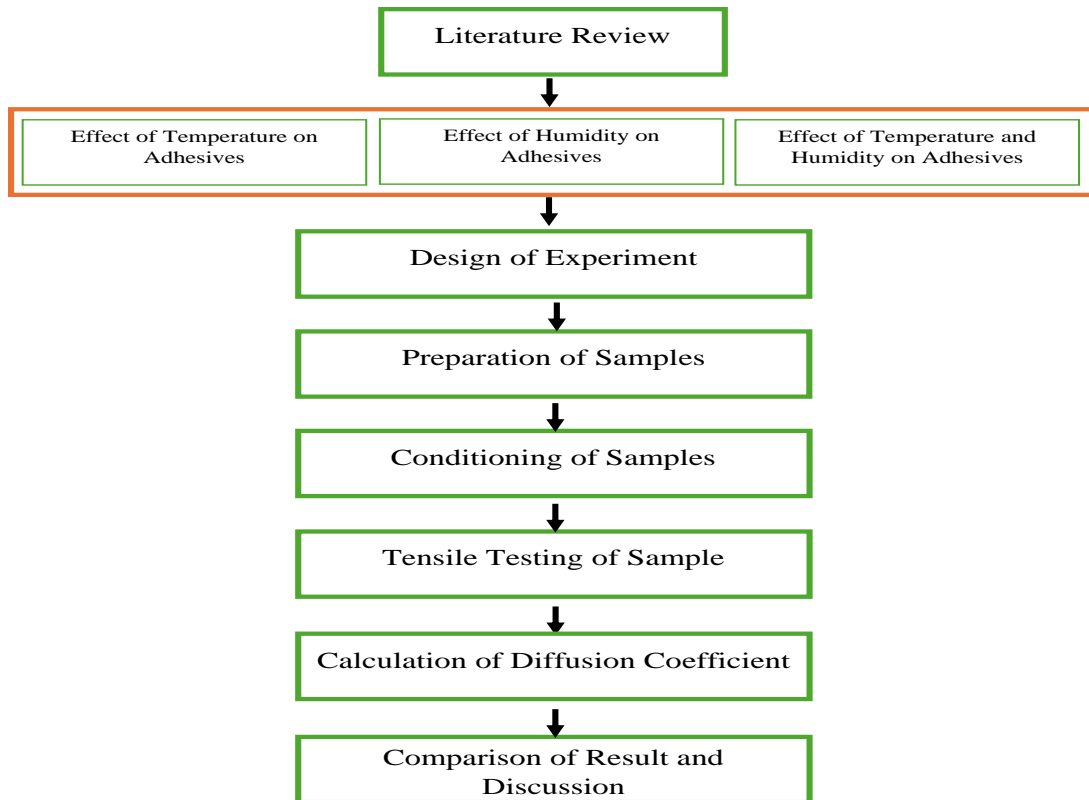 Literature Review
Effect of Temperature on
Adhesives
Effect of Humidity on
Adhesives
Effect of Temperature and
Humidity on Adhesives
Design of Experiment
Preparation of Samples
Conditioning of Samples
Tensile Testing of Sample
Calculation of Diffusion Coefficient
Comparison of Result and
Discussion